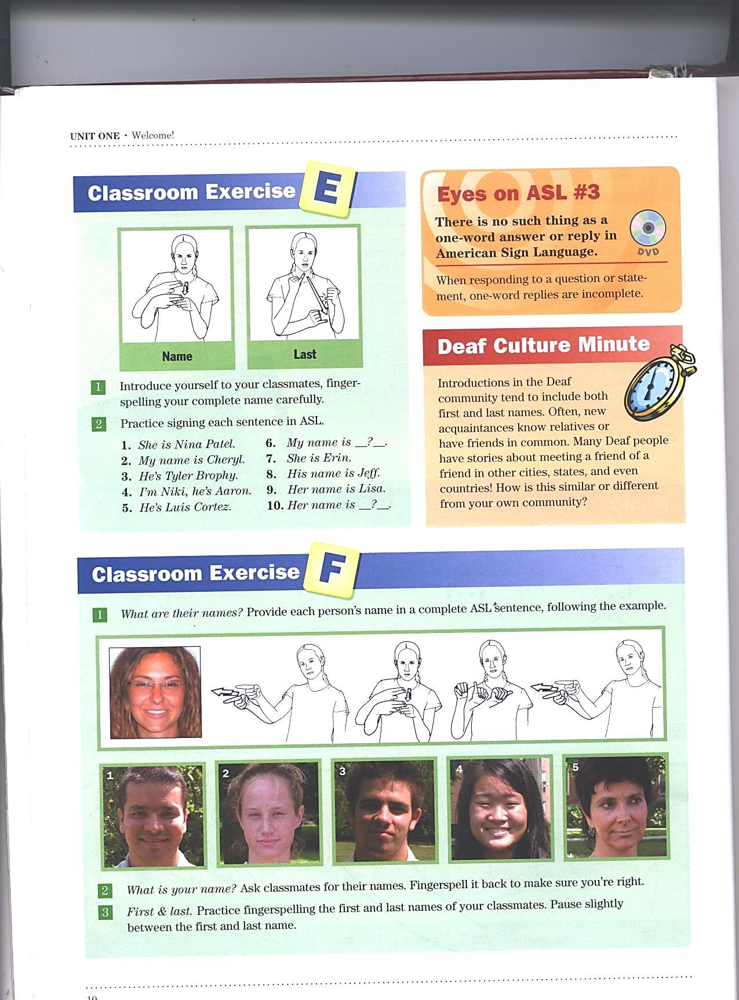 UNIT ONE • Welcome!
Classroom Exercise E
Name
Last
1 Introduce yourself to your classmates, finger-
spelling your complete name carefully.
2 Practice signing each sentence in ASL.
1. She is Nina Patel.
2. My name is Cheryl.
3. He's Tyler Brophy.
4. I'm Niki, he's Aaron.
5. He's Luis Cortez.
6. My name is __?__.
7. She is Erin.
8. His name is Jeff.
9. Her name is Lisa.
10. Her name is __?__.
Eyes on ASL #3
There is no such thing as a
one-word answer or reply in
American Sign Language.
DVD
When responding to a question or state-
ment, one-word replies are incomplete.
Deaf Culture Minute
Introductions in the Deaf
community tend to include both
first and last names. Often, new
acquaintances know relatives or
have friends in common. Many Deaf people
have stories about meeting a friend of a
friend in other cities, states, and even
countries! How is this similar or different
from your own community?
Classroom Exercise F
1 What are their names? Provide each person's name in a complete ASL sentence, following the example.
1
2
3
4
5
2 What is your name? Ask classmates for their names. Fingerspell it back to make sure you're right.
3 First & last. Practice fingerspelling the first and last names of your classmates. Pause slightly
between the first and last name.
10